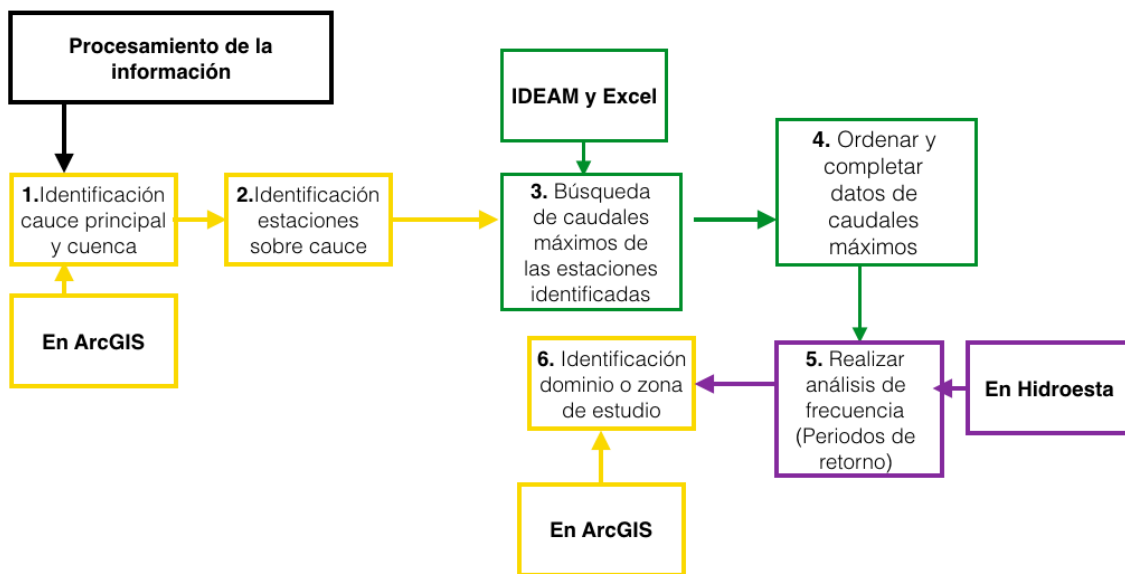 Procesamiento de la
información
1.Identificación
cauce principal
y cuenca
En ArcGIS
2.Identificación
estaciones
sobre cauce
IDEAM y Excel
3. Búsqueda
de caudales
máximos de
las estaciones
identificadas
4. Ordenar y
completar
datos de
caudales
máximos
5. Realizar
análisis de
frecuencia
(Periodos de
retorno)
En Hidroesta
6. Identificación
dominio o zona
de estudio
En ArcGIS